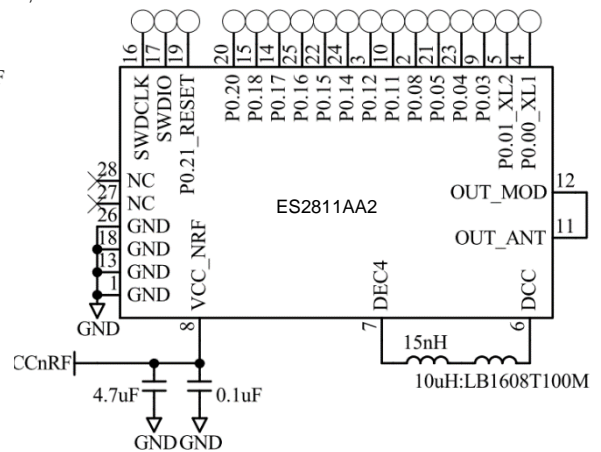 16
17
19
20
15
14
25
22
24
3
10
2
21
23
9
5
4
SWDCLK
SWDIO
P0.21_RESET
P0.20
P0.18
P0.17
P0.16
P0.15
P0.14
P0.12
P0.11
P0.08
P0.05
P0.04
P0.03
P0.01_XL2
P0.00_XL1
28 NC
27 NC
26 GND
18 GND
13 GND
1 GND
GND
ES2811AA2
OUT_MOD 12
OUT_ANT 11
VCC_NRF
DEC4
DCC
8
7
6
15nH
10uH:LB1608T100M
CCnRF
4.7uF
0.1uF
GND GND